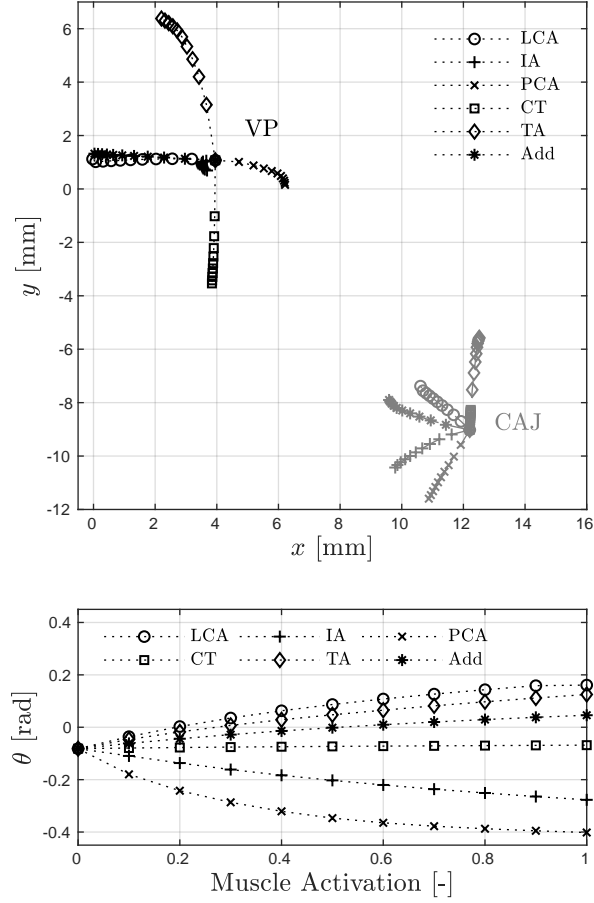 6
4
2
0
-2
-4
-6
-8
-10
-12
y [mm]
0 2 4 6 8 10 12 14 16
x [mm]
LCA
IA
PCA
CT
TA
Add
VP
CAJ
0.4
0.2
0
-0.2
-0.4
θ [rad]
LCA IA PCA
CT TA Add
0 0.2 0.4 0.6 0.8 1
Muscle Activation [-]